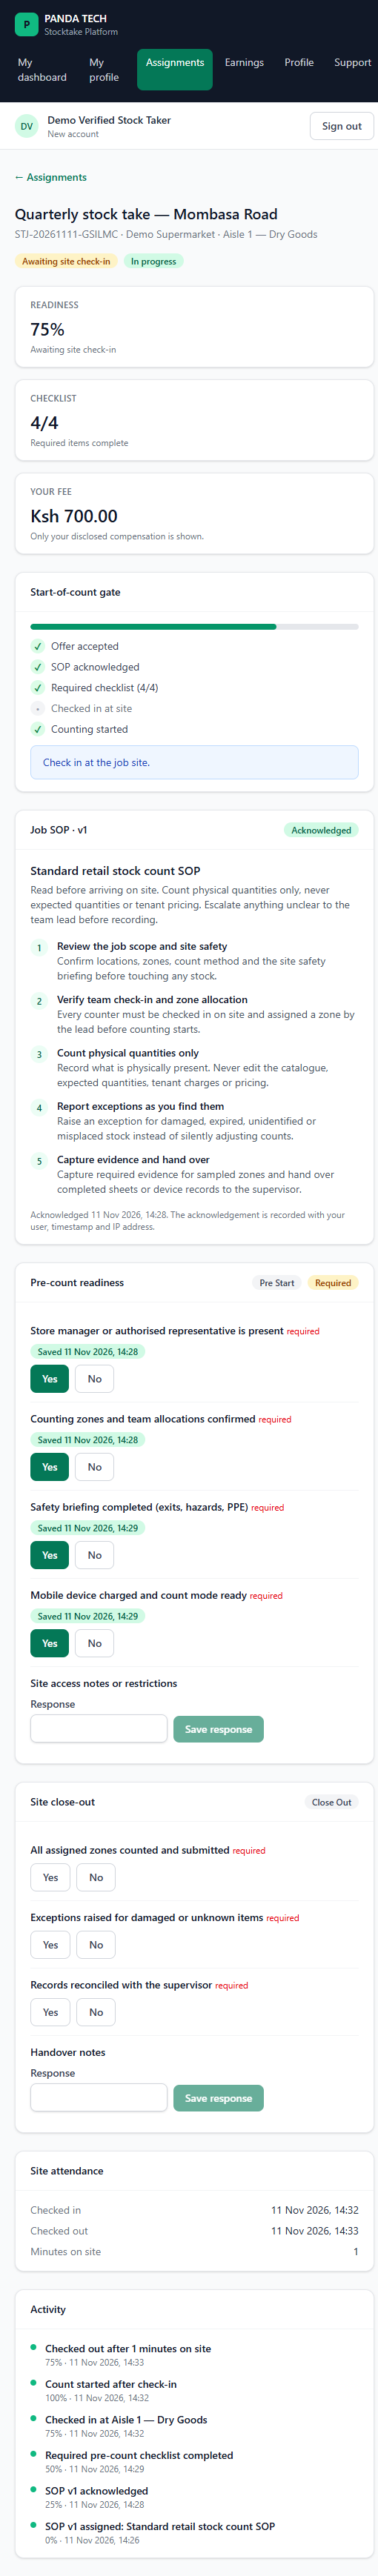 P
PANDA TECH
Stocktake Platform
My dashboard
My profile
Assignments
Earnings
Profile
Support
DV
Demo Verified Stock Taker
New account
Sign out
← Assignments
Quarterly stock take — Mombasa Road
STJ-20261111-GSILMC · Demo Supermarket · Aisle 1 — Dry Goods
Awaiting site check-in
In progress
READINESS
75%
Awaiting site check-in
CHECKLIST
4/4
Required items complete
YOUR FEE
Ksh 700.00
Only your disclosed compensation is shown.
Start-of-count gate
✓ Offer accepted
✓ SOP acknowledged
✓ Required checklist (4/4)
• Checked in at site
✓ Counting started
Check in at the job site.
Job SOP · v1
Acknowledged
Standard retail stock count SOP
Read before arriving on site. Count physical quantities only, never
expected quantities or tenant pricing. Escalate anything unclear to the
team lead before recording.
1 Review the job scope and site safety
Confirm locations, zones, count method and the site safety
briefing before touching any stock.
2 Verify team check-in and zone allocation
Every counter must be checked in on site and assigned a zone by
the lead before counting starts.
3 Count physical quantities only
Record what is physically present. Never edit the catalogue,
expected quantities, tenant charges or pricing.
4 Report exceptions as you find them
Raise an exception for damaged, expired, unidentified or
misplaced stock instead of silently adjusting counts.
5 Capture evidence and hand over
Capture required evidence for sampled zones and hand over
completed sheets or device records to the supervisor.
Acknowledged 11 Nov 2026, 14:28. The acknowledgement is recorded with your
user, timestamp and IP address.
Pre-count readiness
Pre Start
Required
Store manager or authorised representative is present required
Saved 11 Nov 2026, 14:28
Yes
No
Counting zones and team allocations confirmed required
Saved 11 Nov 2026, 14:28
Yes
No
Safety briefing completed (exits, hazards, PPE) required
Saved 11 Nov 2026, 14:29
Yes
No
Mobile device charged and count mode ready required
Saved 11 Nov 2026, 14:29
Yes
No
Site access notes or restrictions
Response
Save response
Site close-out
Close Out
All assigned zones counted and submitted required
Yes
No
Exceptions raised for damaged or unknown items required
Yes
No
Records reconciled with the supervisor required
Yes
No
Handover notes
Response
Save response
Site attendance
Checked in 11 Nov 2026, 14:32
Checked out 11 Nov 2026, 14:33
Minutes on site 1
Activity
Checked out after 1 minutes on site
75% · 11 Nov 2026, 14:33
Count started after check-in
100% · 11 Nov 2026, 14:32
Checked in at Aisle 1 — Dry Goods
75% · 11 Nov 2026, 14:32
Required pre-count checklist completed
50% · 11 Nov 2026, 14:29
SOP v1 acknowledged
25% · 11 Nov 2026, 14:28
SOP v1 assigned: Standard retail stock count SOP
0% · 11 Nov 2026, 14:26